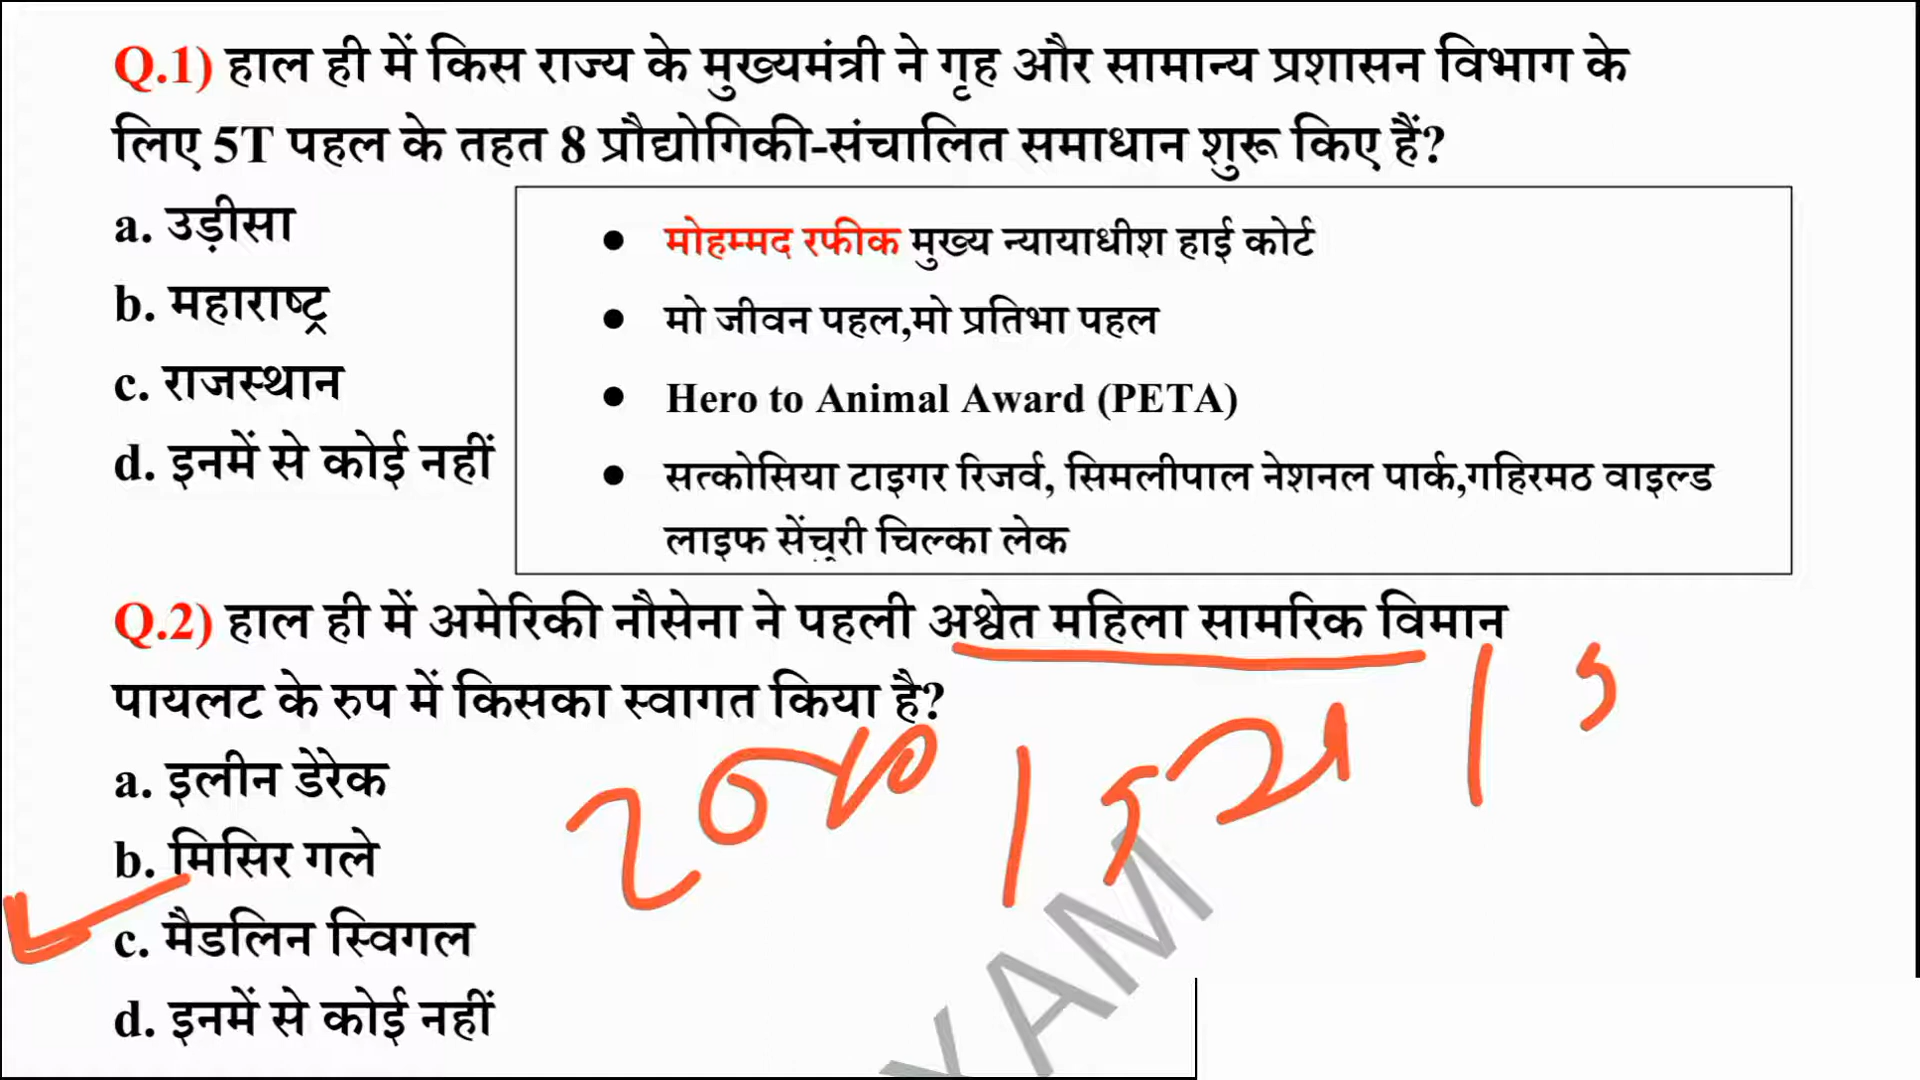 Q.1) हाल ही में किस राज्य के मुख्यमंत्री ने गृह और सामान्य प्रशासन विभाग के
लिए 5T पहल के तहत 8 प्रौद्योगिकी-संचालित समाधान शुरू किए हैं?
a. उड़ीसा
b. महाराष्ट्र
c. राजस्थान
d. इनमें से कोई नहीं
● मोहम्मद रफीक मुख्य न्यायाधीश हाई कोर्ट
● मो जीवन पहल,मो प्रतिभा पहल
● Hero to Animal Award (PETA)
● सत्कोसिया टाइगर रिजर्व, सिमलीपाल नेशनल पार्क,गहिरमठ वाइल्ड
लाइफ सेंचुरी चिल्का लेक
Q.2) हाल ही में अमेरिकी नौसेना ने पहली अश्वेत महिला सामरिक विमान
पायलट के रुप में किसका स्वागत किया है?
a. इलीन डेरेक
b. मिसिर गले
c. मैडलिन स्विगल
d. इनमें से कोई नहीं
XAM